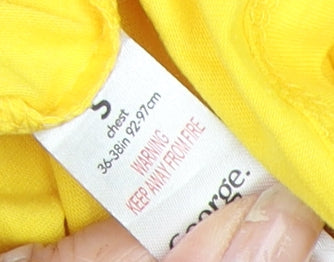 S
chest
36-38in 92-97cm
WARNING
KEEP AWAY FROM FIRE
George.